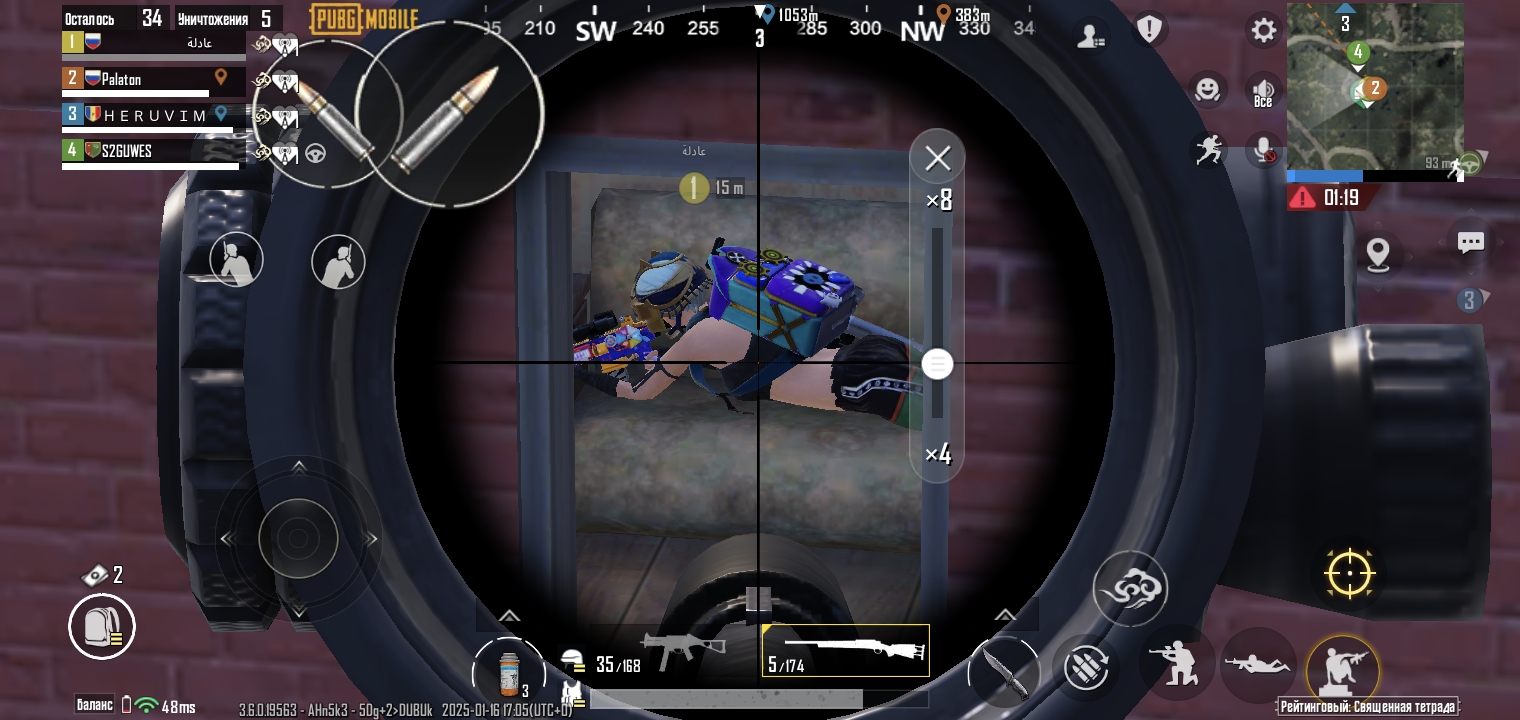 Осталось 34 Уничтожения 5
PUBG MOBILE
1 عادلة
2 Palaton
3 H E R U V I M
4 S2GUWES
210 SW 240 255 285 300 NW 330
1053m 383m
3
3
4
2
93 m
01:19
Все
عادلة
1 15 m
×8
×4
3
2
3
35/168
5/174
Баланс 48ms
3.6.0.19563 - AHn5k3 - 50g+2>DUBUk 2025-01-16 17:05(UTC+0)
Рейтинговый: Священная тетрада